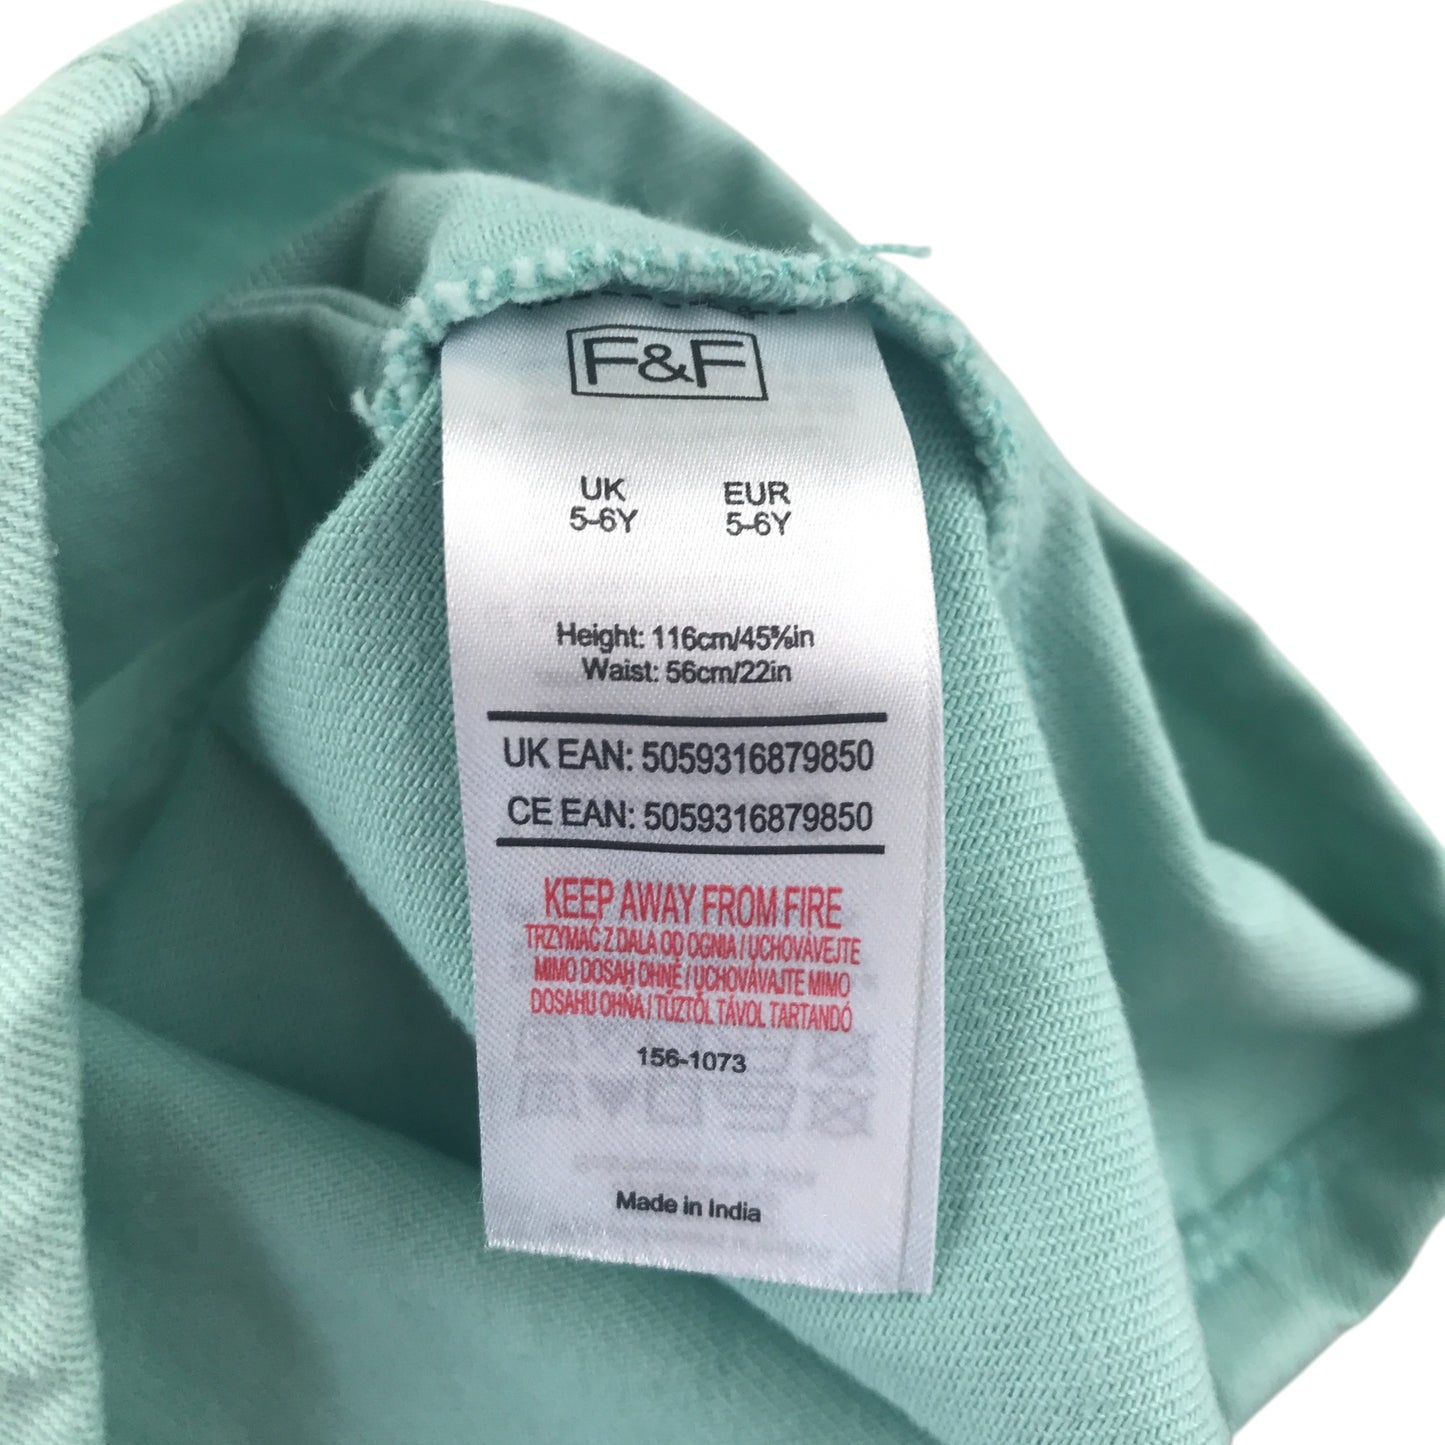 F&F
UK EUR
5-6Y 5-6Y
Height: 116cm/45⅝in
Waist: 56cm/22in
UK EAN: 5059316879850
CE EAN: 5059316879850
KEEP AWAY FROM FIRE
TRZYMAĆ Z DALA OD OGNIA / UCHOVÁVEJTE
MIMO DOSAH OHNĚ / UCHOVÁVAJTE MIMO
DOSAHU OHŇA / TŰZTŐL TÁVOL TARTANDÓ
156-1073
Made in India